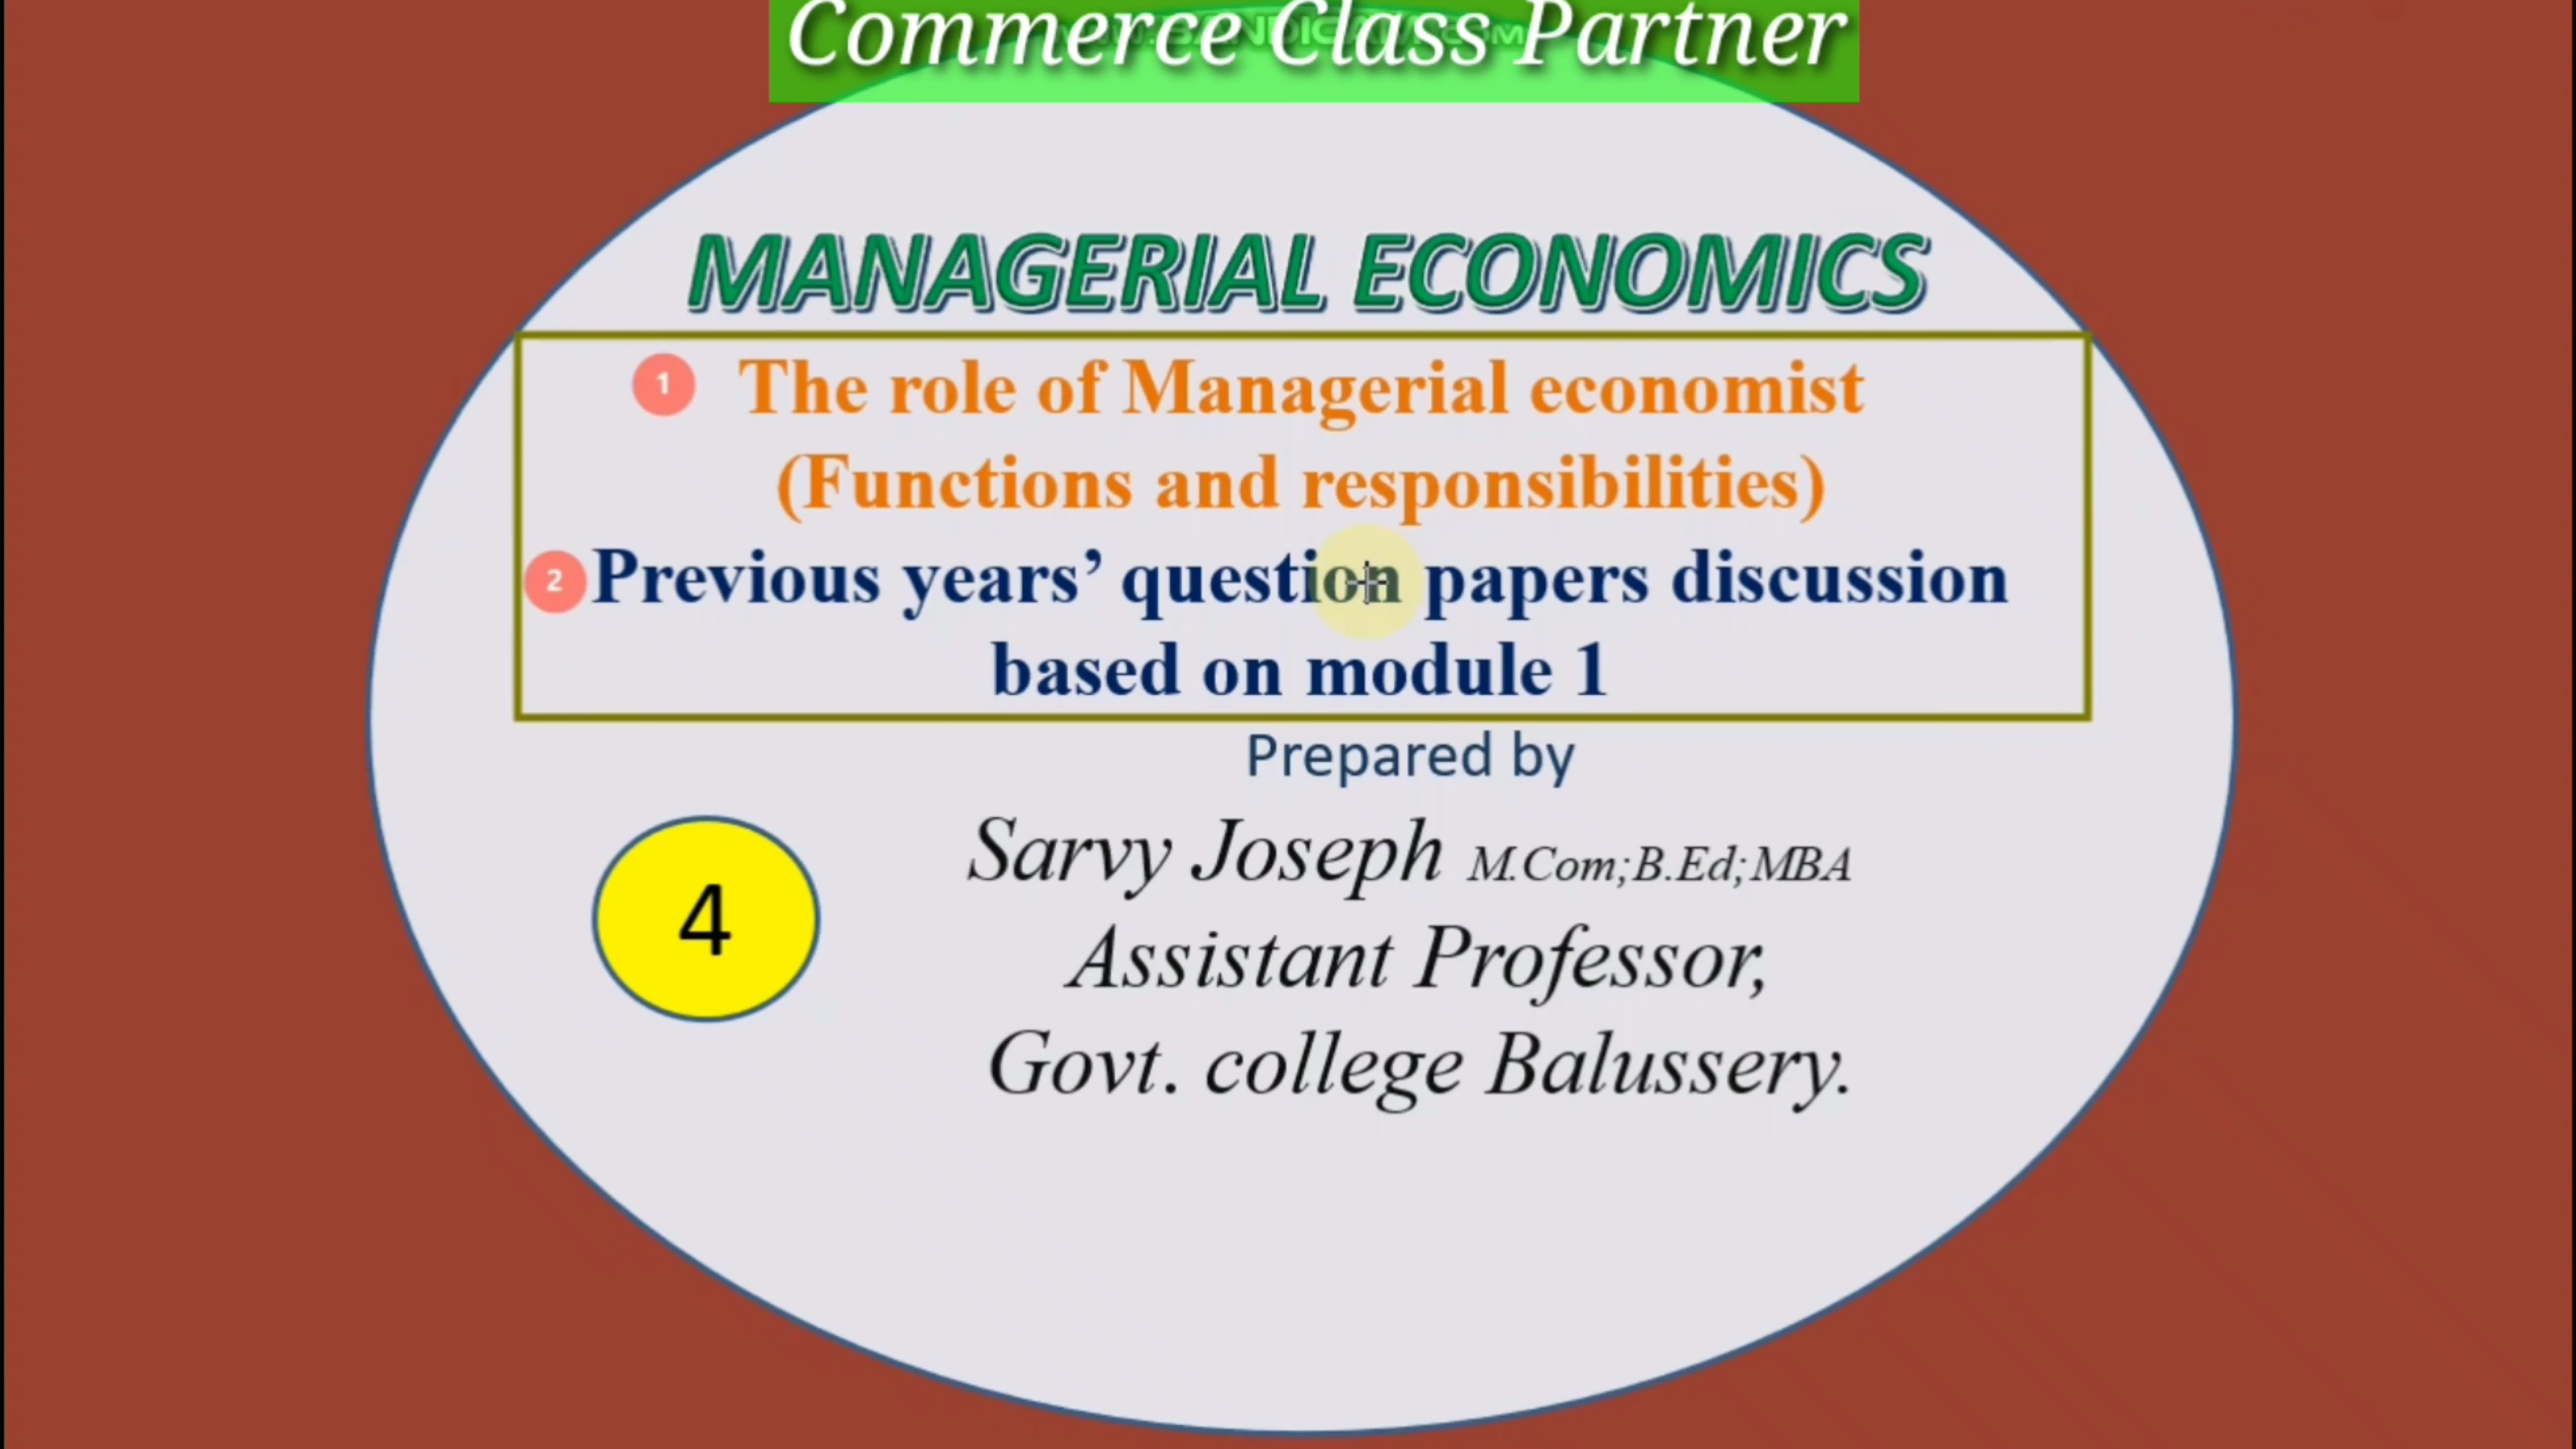 Commerce Class Partner
MANAGERIAL ECONOMICS
1 The role of Managerial economist
(Functions and responsibilities)
2 Previous years’ question papers discussion
based on module 1
Prepared by
4
Sarvy Joseph M.Com;B.Ed;MBA
Assistant Professor,
Govt. college Balussery.